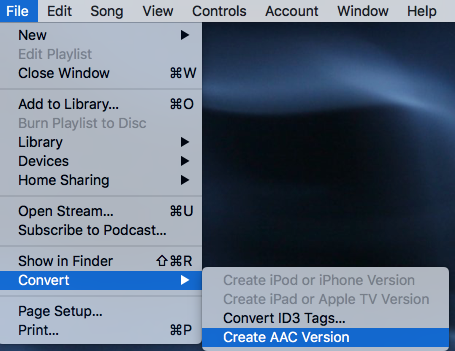 File Edit Song View Controls Account Window Help
New ▶
Edit Playlist
Close Window ⌘W
Add to Library... ⌘O
Burn Playlist to Disc
Library ▶
Devices ▶
Home Sharing ▶
Open Stream... ⌘U
Subscribe to Podcast...
Show in Finder ⇧⌘R
Convert ▶
Page Setup...
Print... ⌘P
Create iPod or iPhone Version
Create iPad or Apple TV Version
Convert ID3 Tags...
Create AAC Version